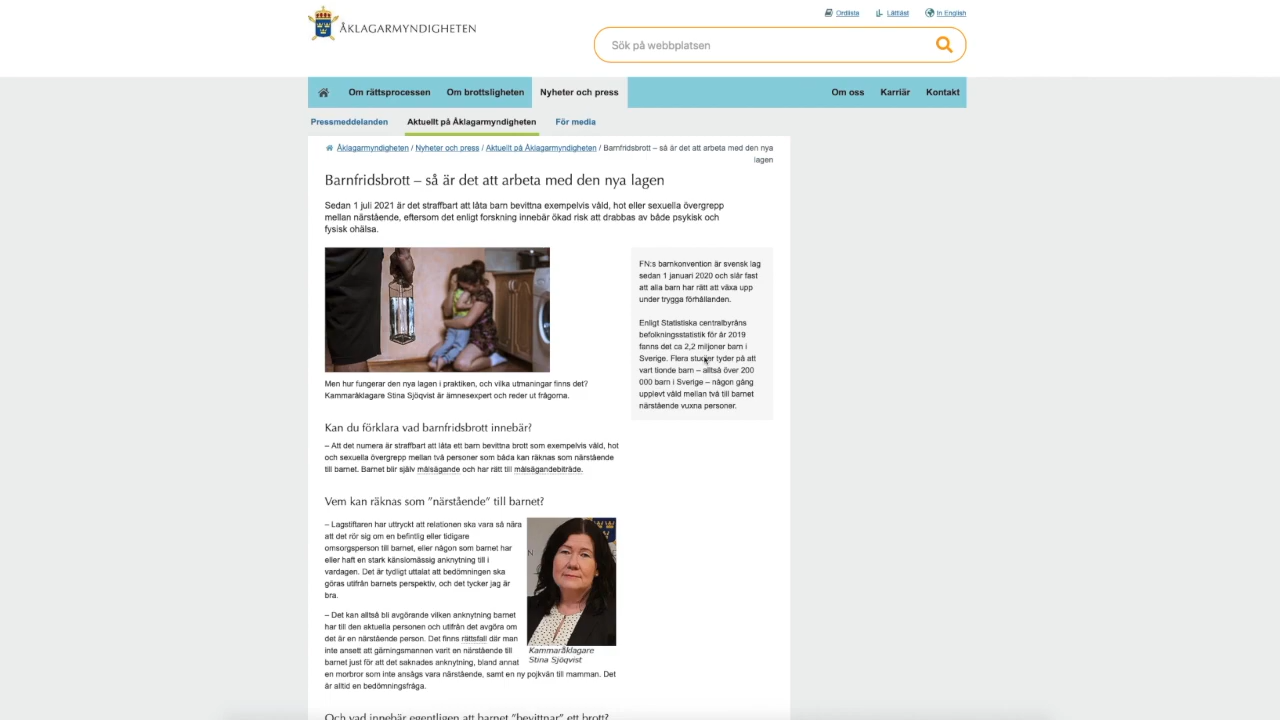 ÅKLAGARMYNDIGHETEN
Ordlista
Lättläst
In English
Sök på webbplatsen
Om rättsprocessen
Om brottsligheten
Nyheter och press
Om oss
Karriär
Kontakt
Pressmeddelanden
Aktuellt på Åklagarmyndigheten
För media
Åklagarmyndigheten / Nyheter och press / Aktuellt på Åklagarmyndigheten / Barnfridsbrott – så är det att arbeta med den nya
lagen
Barnfridsbrott – så är det att arbeta med den nya lagen
Sedan 1 juli 2021 är det straffbart att låta barn bevittna exempelvis våld, hot eller sexuella övergrepp
mellan närstående, eftersom det enligt forskning innebär ökad risk att drabbas av både psykisk och
fysisk ohälsa.
Men hur fungerar den nya lagen i praktiken, och vilka utmaningar finns det?
Kammaråklagare Stina Sjöqvist är ämnesexpert och reder ut frågorna.
FN:s barnkonvention är svensk lag
sedan 1 januari 2020 och slår fast
att alla barn har rätt att växa upp
under trygga förhållanden.
Enligt Statistiska centralbyråns
befolkningsstatistik för år 2019
fanns det ca 2,2 miljoner barn i
Sverige. Flera studier tyder på att
vart tionde barn – alltså över 200
000 barn i Sverige – någon gång
upplevt våld mellan två till barnet
närstående vuxna personer.
Kan du förklara vad barnfridsbrott innebär?
– Att det numera är straffbart att låta ett barn bevittna brott som exempelvis våld, hot
och sexuella övergrepp mellan två personer som båda kan räknas som närstående
till barnet. Barnet blir själv målsägande och har rätt till målsägandebiträde.
Vem kan räknas som ”närstående” till barnet?
– Lagstiftaren har uttryckt att relationen ska vara så nära
att det rör sig om en befintlig eller tidigare
omsorgsperson till barnet, eller någon som barnet har
eller haft en stark känslomässig anknytning till i
vardagen. Det är tydligt uttalat att bedömningen ska
göras utifrån barnets perspektiv, och det tycker jag är
bra.
– Det kan alltså bli avgörande vilken anknytning barnet
har till den aktuella personen och utifrån det avgöra om
det är en närstående person. Det finns rättsfall där man
inte ansett att gärningsmannen varit en närstående till
barnet just för att det saknades anknytning, bland annat
en morbror som inte ansågs vara närstående, samt en ny pojkvän till mamman. Det
är alltid en bedömningsfråga.
Kammaråklagare
Stina Sjöqvist
Och vad innebär egentligen att barnet ”bevittnar” ett brott?